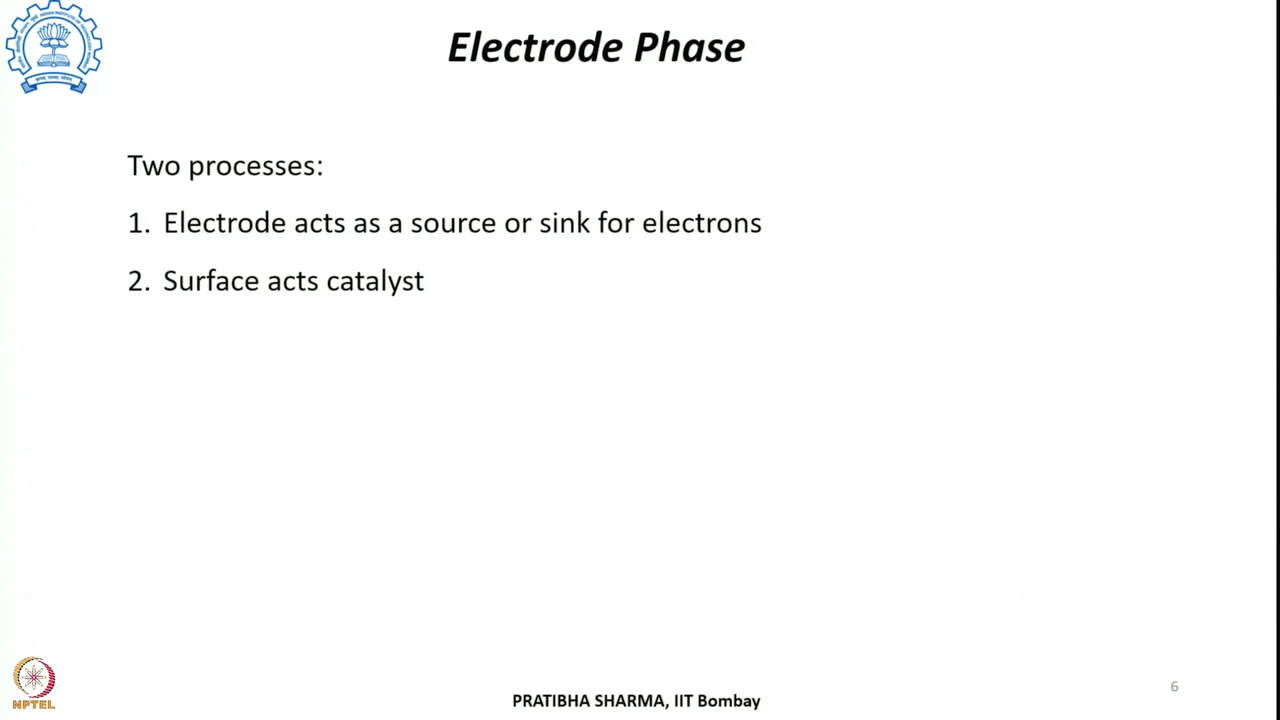 Electrode Phase
Two processes:
1. Electrode acts as a source or sink for electrons
2. Surface acts catalyst
NPTEL
PRATIBHA SHARMA, IIT Bombay
6